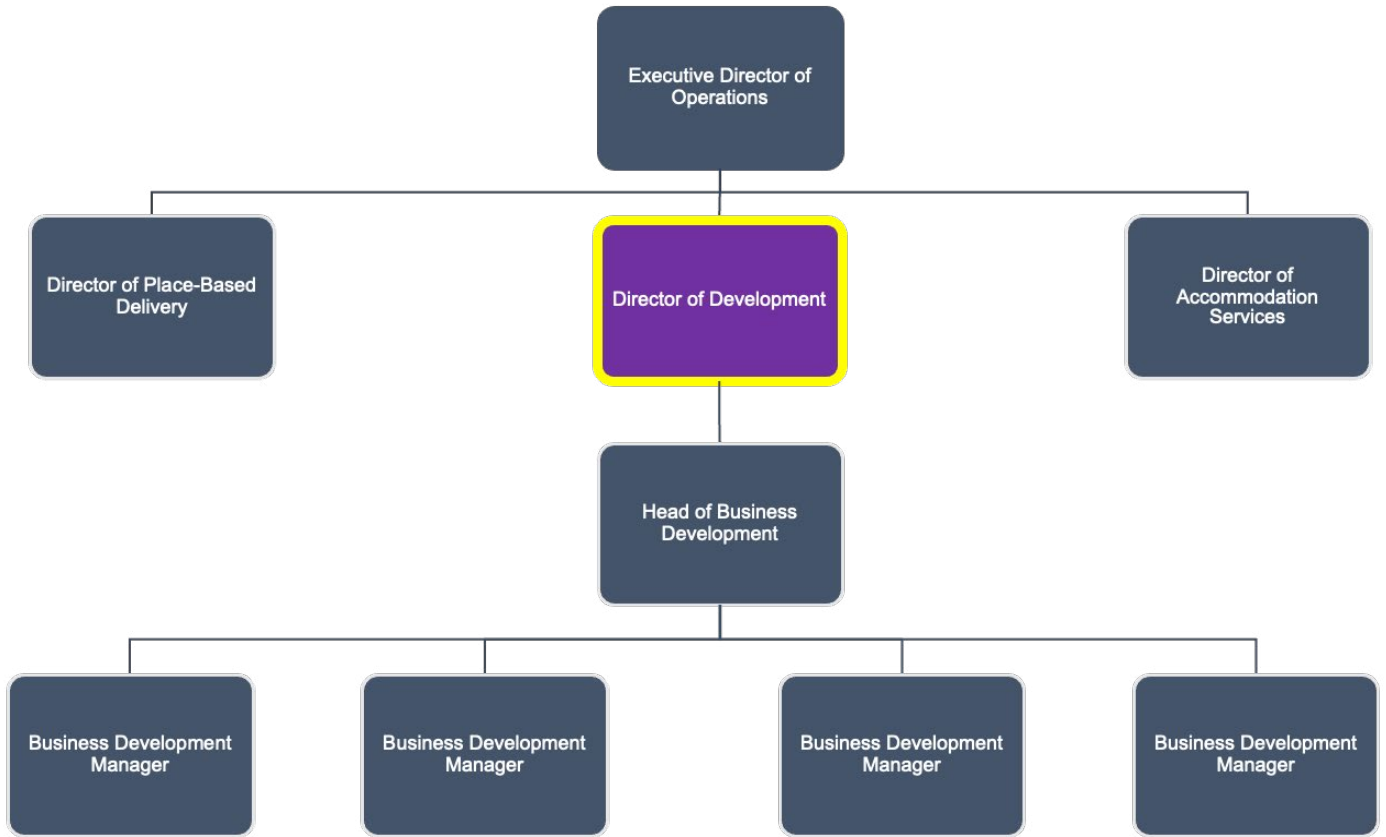 Executive Director of
Operations
Director of Place-Based
Delivery
Director of Development
Director of
Accommodation
Services
Head of Business
Development
Business Development
Manager
Business Development
Manager
Business Development
Manager
Business Development
Manager